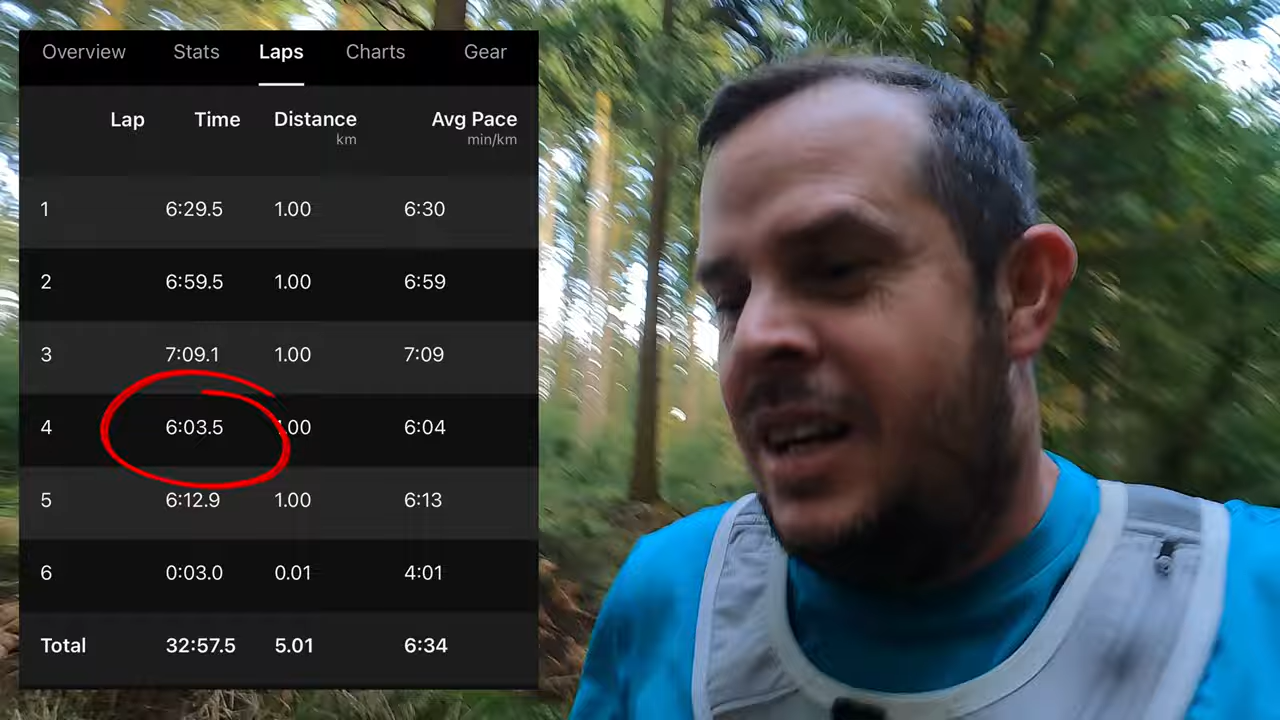 Overview Stats Laps Charts Gear
Lap Time Distance Avg Pace
km min/km
1 6:29.5 1.00 6:30
2 6:59.5 1.00 6:59
3 7:09.1 1.00 7:09
4 6:03.5 1.00 6:04
5 6:12.9 1.00 6:13
6 0:03.0 0.01 4:01
Total 32:57.5 5.01 6:34